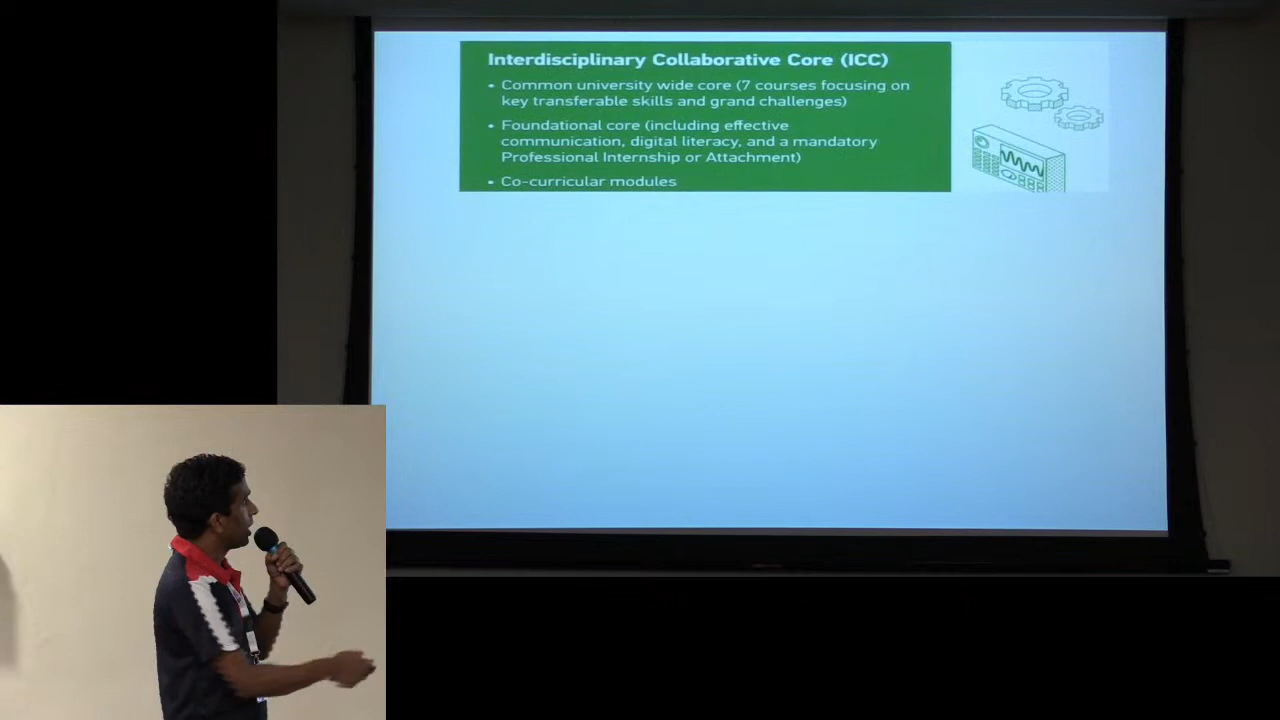 Interdisciplinary Collaborative Core (ICC)
• Common university wide core (7 courses focusing on
key transferable skills and grand challenges)
• Foundational core (including effective
communication, digital literacy, and a mandatory
Professional Internship or Attachment)
• Co-curricular modules